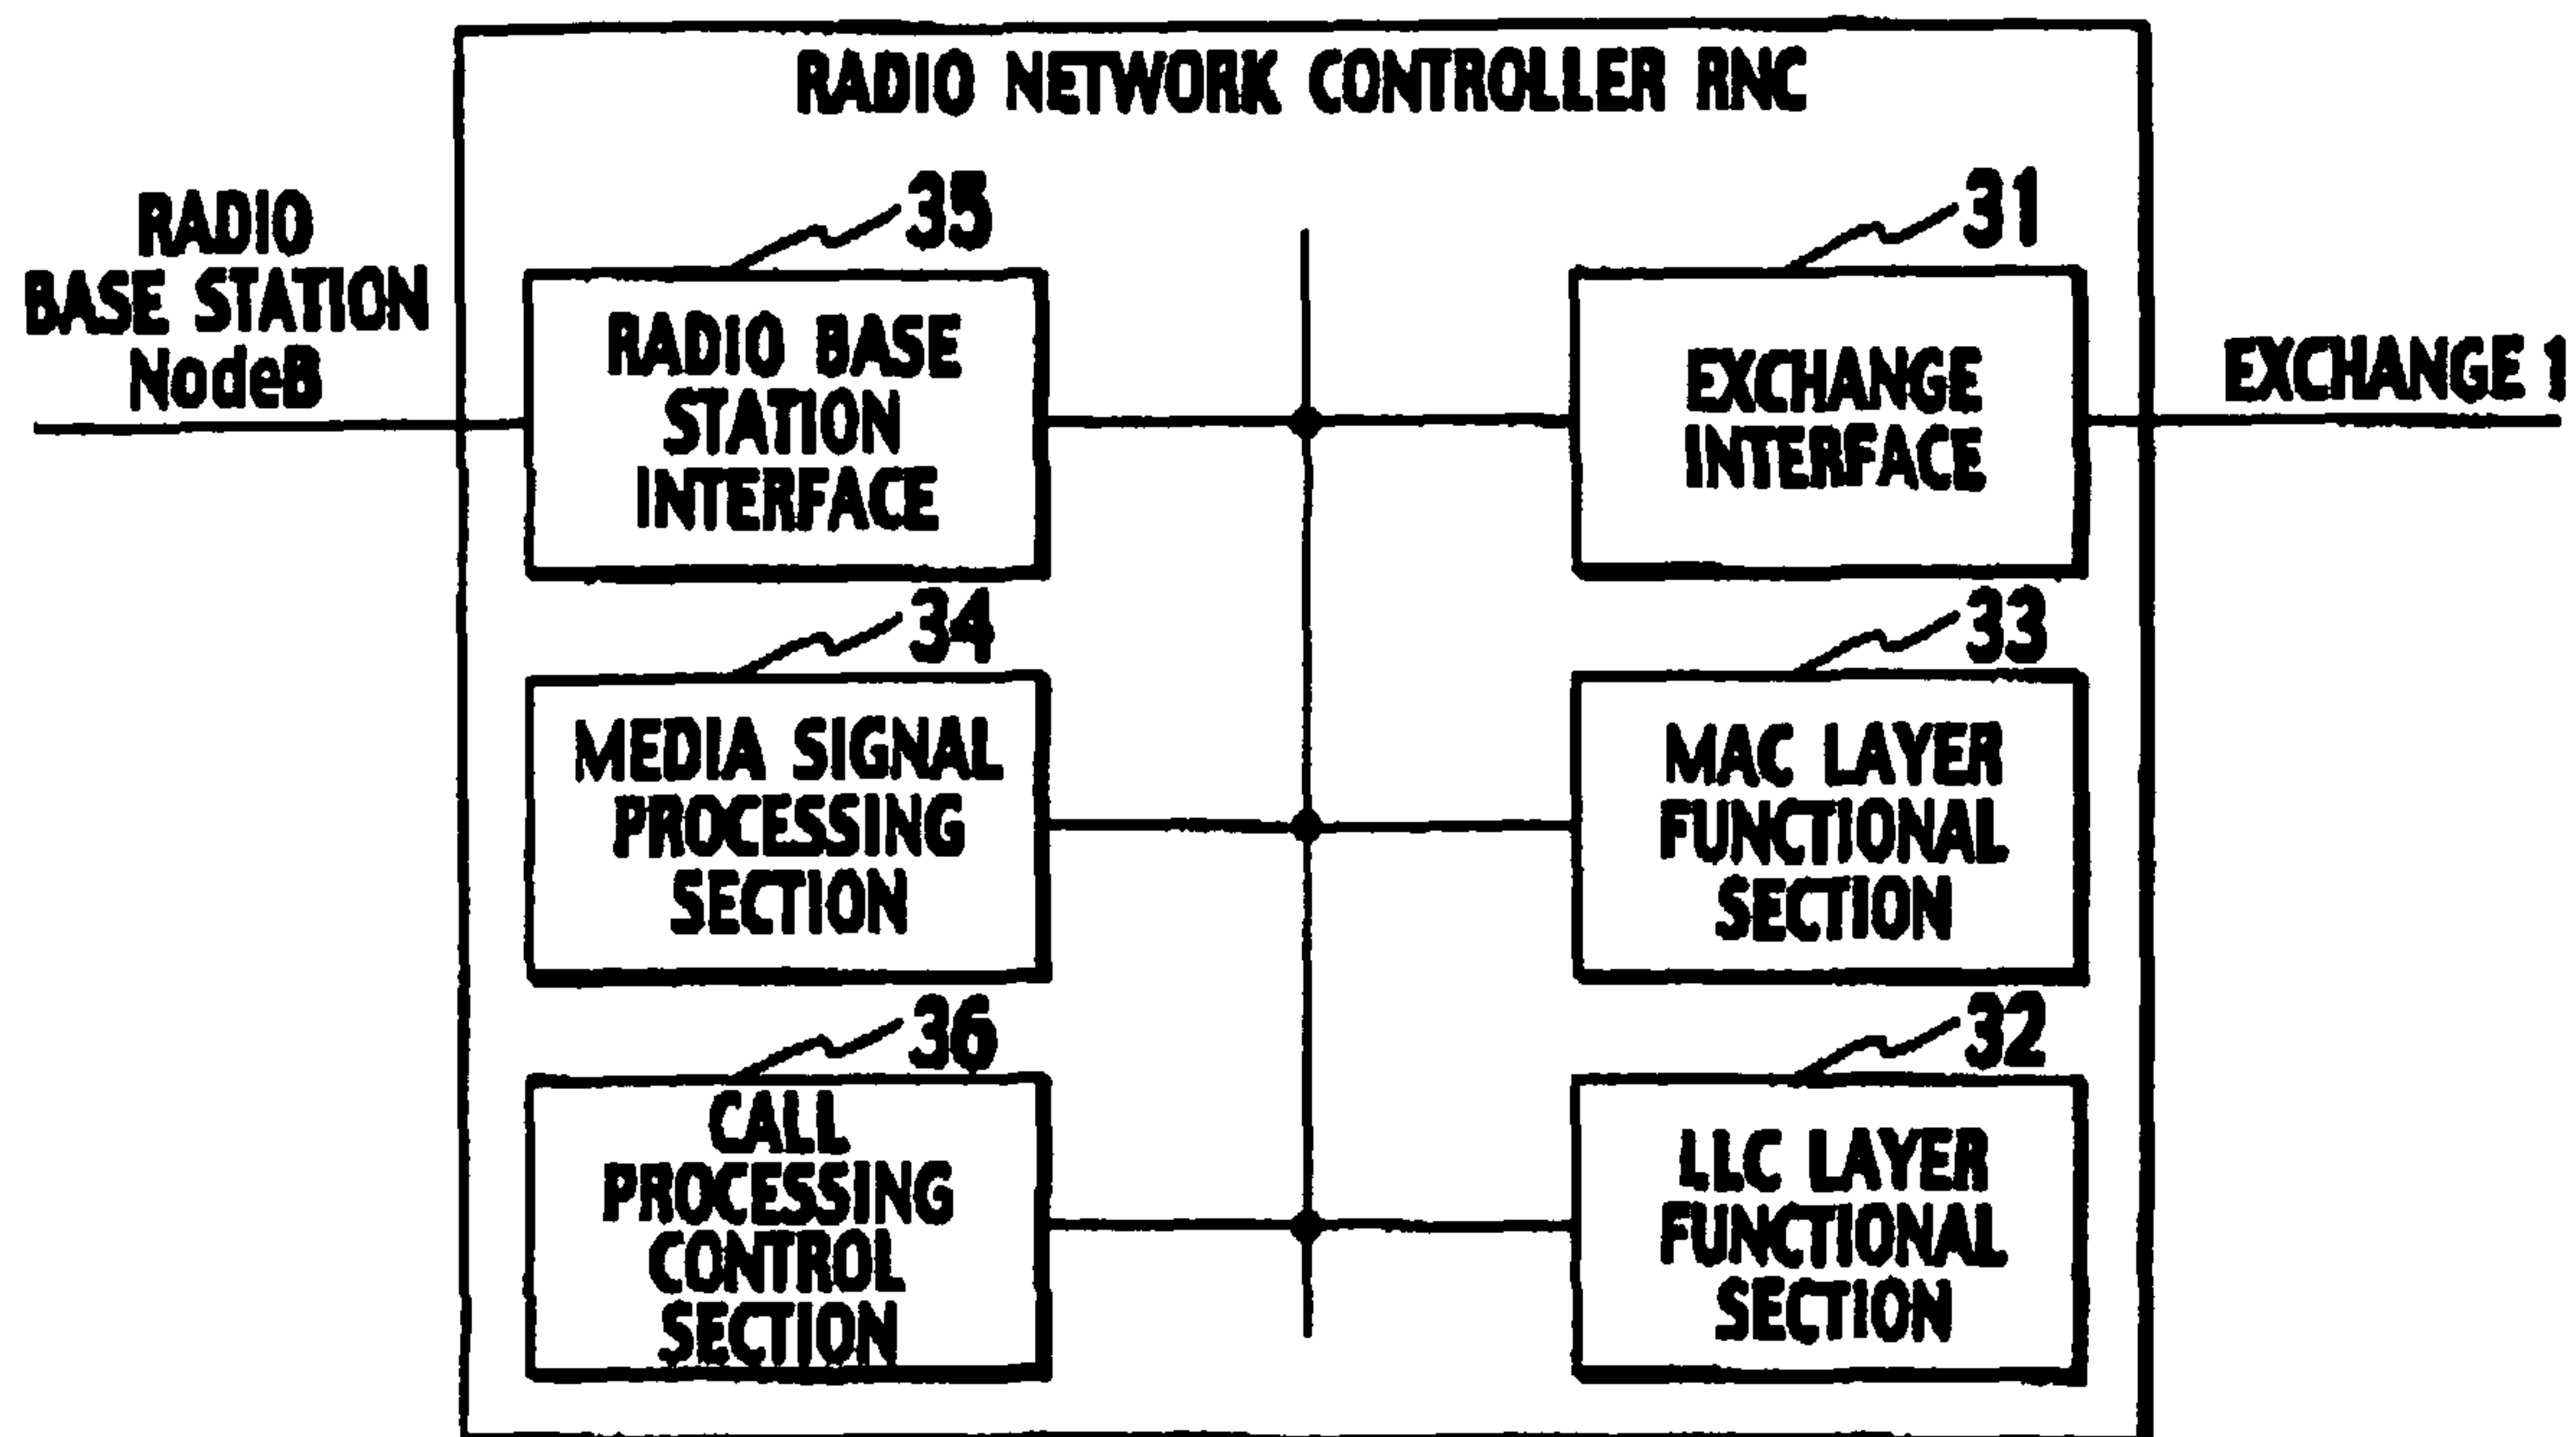 RADIO NETWORK CONTROLLER RNC
RADIO
BASE STATION
NodeB
35
RADIO BASE
STATION
INTERFACE
31
EXCHANGE
INTERFACE
EXCHANGE 1
34
MEDIA SIGNAL
PROCESSING
SECTION
33
MAC LAYER
FUNCTIONAL
SECTION
36
CALL
PROCESSING
CONTROL
SECTION
32
LLC LAYER
FUNCTIONAL
SECTION